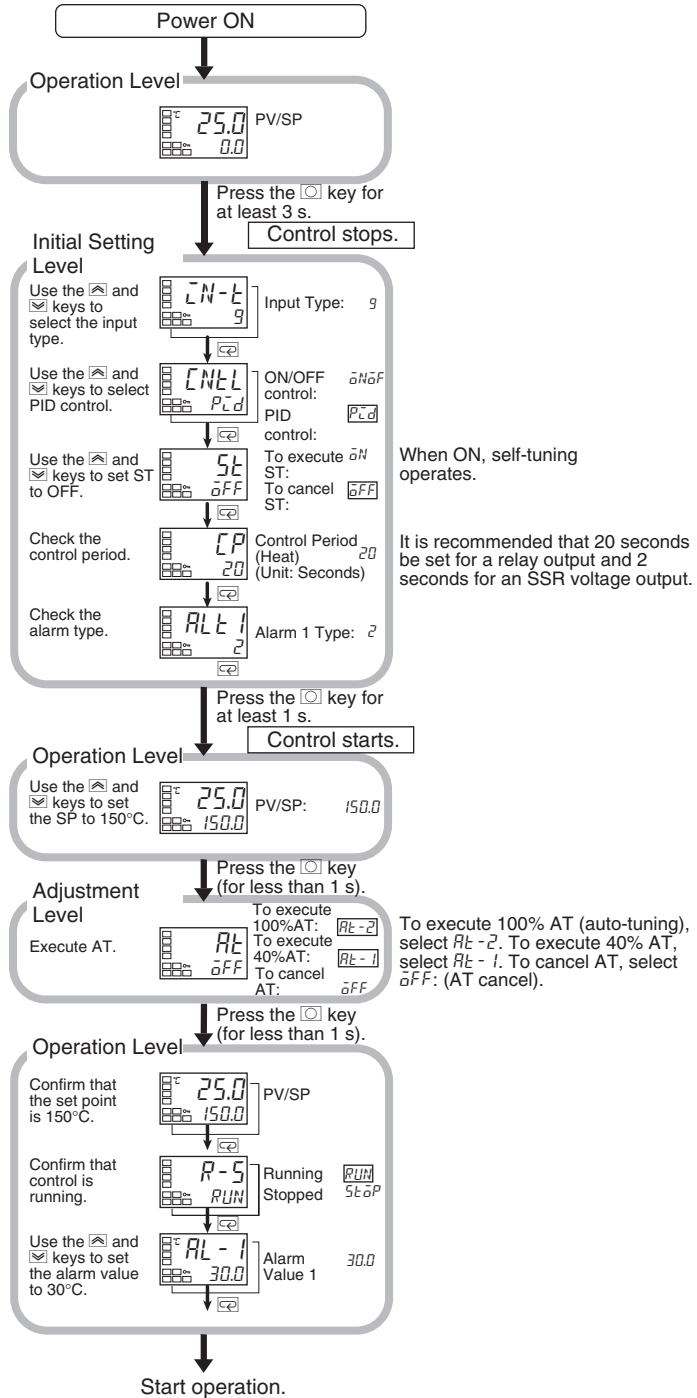 Power ON
Operation Level
℃ 25.0
0.0
PV/SP
Press the O key for
at least 3 s.
Control stops.
Initial Setting
Level
Use the and
keys to
select the input
type.
IN-t
9
Input Type: 9
Use the and
keys to select
PID control.
CNtL
PId
ON/OFF
control:
oNoF
PID
control:
PId
Use the and
keys to set ST
to OFF.
St
oFF
To execute
ST:
oN
To cancel
ST:
oFF
When ON, self-tuning
operates.
Check the
control period.
CP
20
Control Period
(Heat)
(Unit: Seconds)
20
It is recommended that 20 seconds
be set for a relay output and 2
seconds for an SSR voltage output.
Check the
alarm type.
ALt1
2
Alarm 1 Type: 2
Press the O key for
at least 1 s.
Control starts.
Operation Level
Use the and
keys to set
the SP to 150°C.
℃ 25.0
150.0
PV/SP: 150.0
Press the O key
(for less than 1 s).
Adjustment
Level
Execute AT.
At
oFF
To execute
100%AT: At-2
To execute
40%AT: At-1
To cancel
AT: oFF
To execute 100% AT (auto-tuning),
select At-2. To execute 40% AT,
select At-1. To cancel AT, select
oFF: (AT cancel).
Press the O key
(for less than 1 s).
Operation Level
Confirm that
the set point
is 150°C.
℃ 25.0
150.0
PV/SP
Confirm that
control is
running.
R-S
RUN
Running RUN
Stopped StoP
Use the and
keys to set
the alarm value
to 30°C.
℃ AL-1
30.0
Alarm
Value 1
30.0
Start operation.